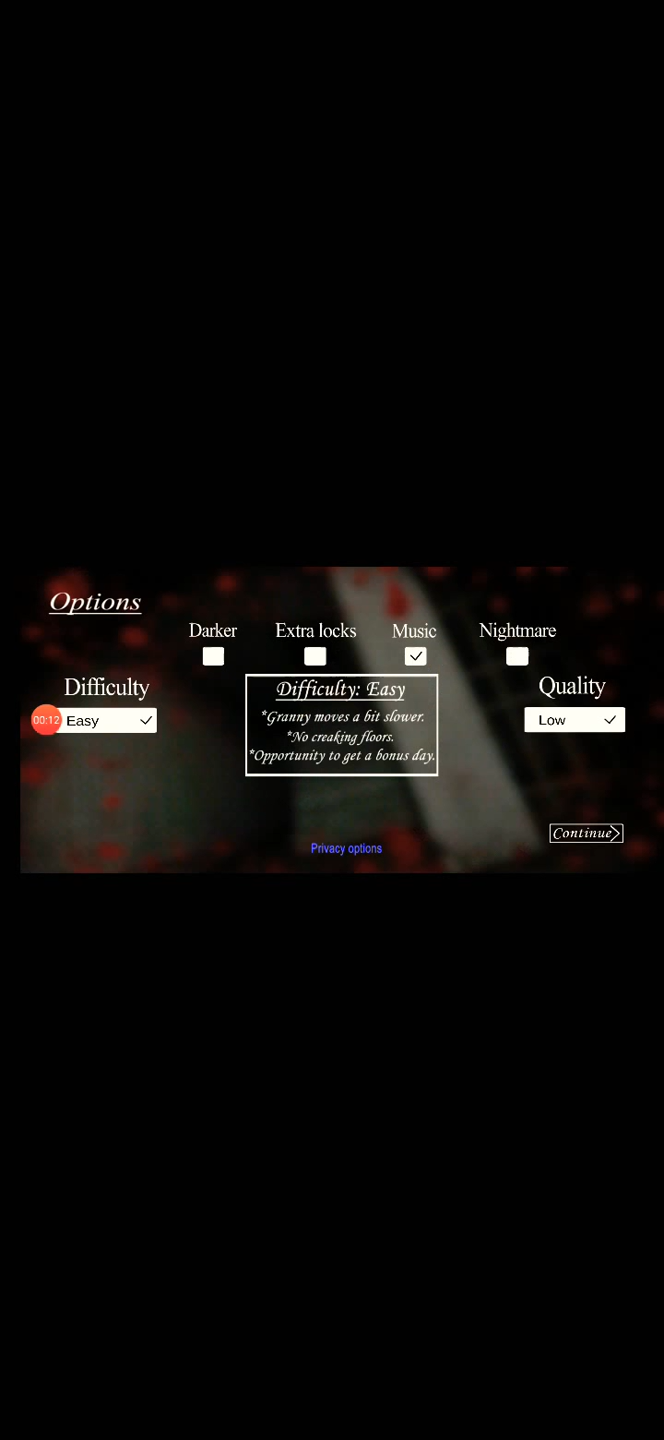 Options
Darker Extra locks Music Nightmare
Difficulty
Quality
00:12 Easy
Low
Difficulty: Easy
*Granny moves a bit slower.
*No creaking floors.
*Opportunity to get a bonus day.
Continue
Privacy options